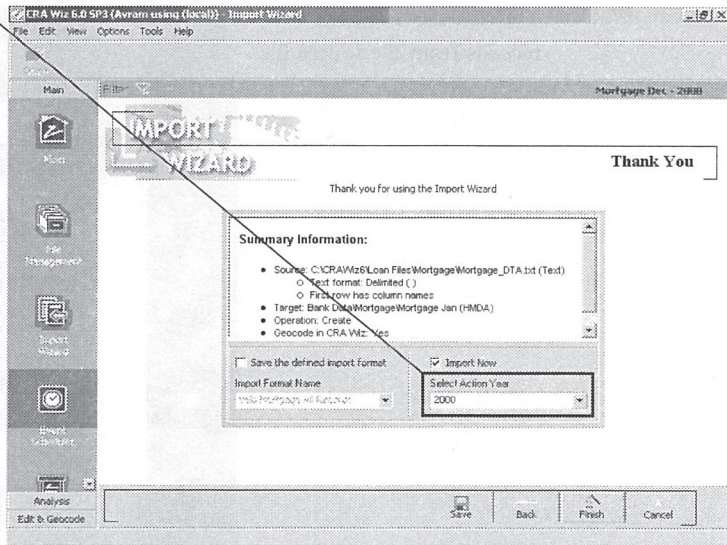 CRA Wiz 6.0 SP3 (Avram using (local)) - Import Wizard
File Edit View Options Tools Help
Main
Filter
Mortgage Dec - 2000
IMPORT
WIZARD
Thank You
Thank you for using the Import Wizard
Main
File
Management
Import
Wizard
Event
Scheduler
Summary Information:
Source: C:\CRAWiz6\Loan Files\Mortgage\Mortgage_DTA.txt (Text)
Text format: Delimited ( )
First row has column names
Target: Bank Data\Mortgage\Mortgage Jan (HMDA)
Operation: Create
Geocode in CRA Wiz: Yes
Save the defined import format
Import Now
Import Format Name
Select Action Year
2000
Analysis
Edit & Geocode
Save
Back
Finish
Cancel